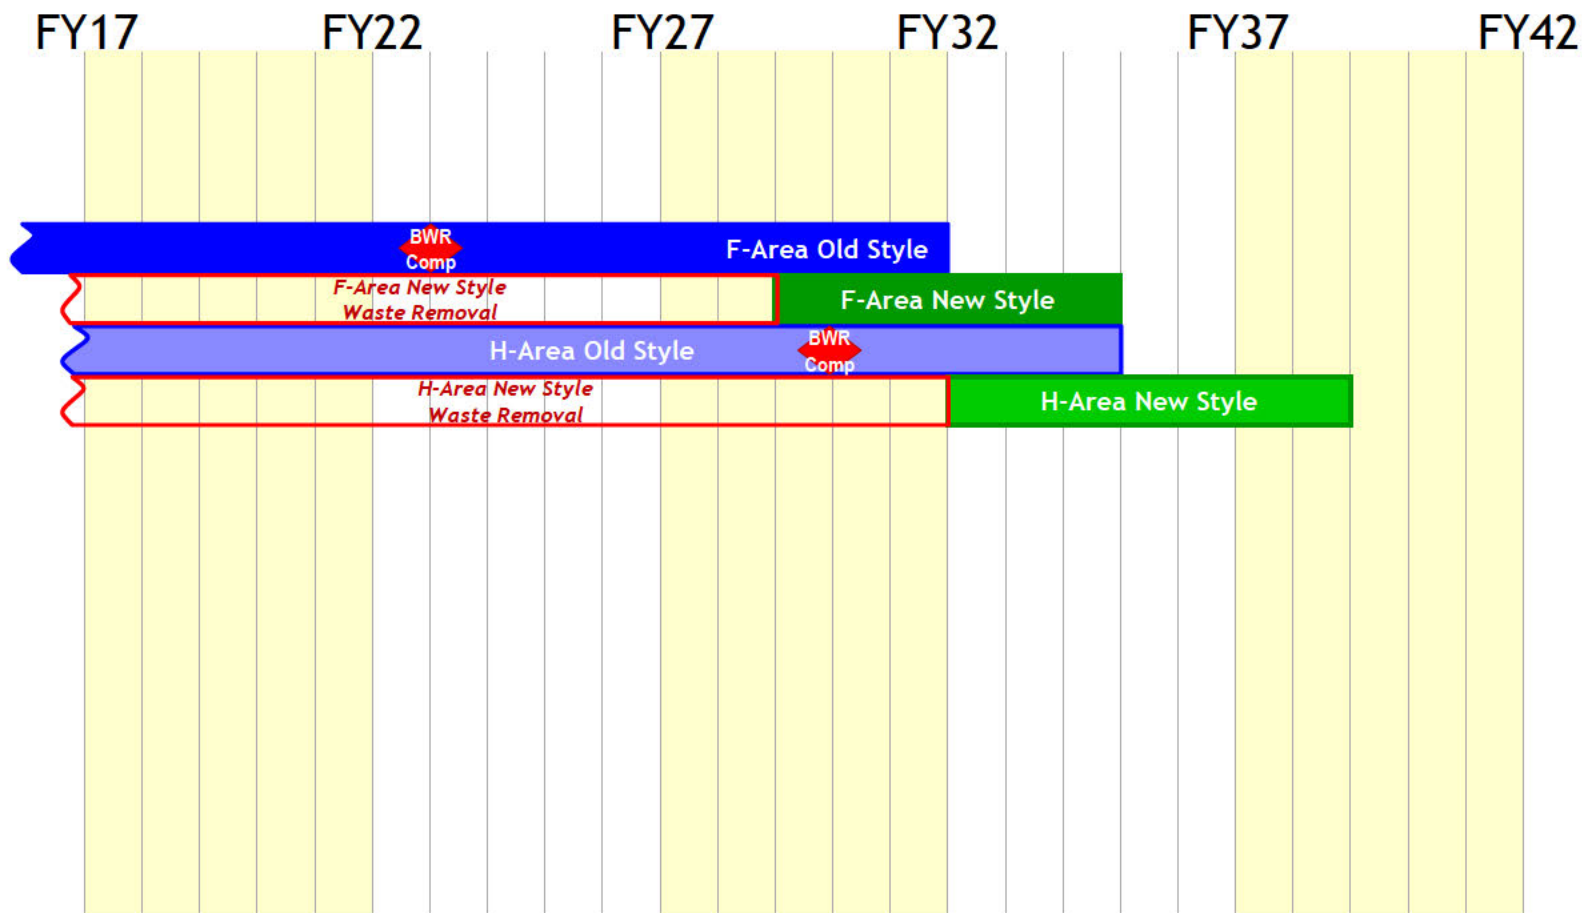 FY17 FY22 FY27 FY32 FY37 FY42
BWR
Comp
F-Area Old Style
F-Area New Style
Waste Removal
F-Area New Style
H-Area Old Style
BWR
Comp
H-Area New Style
Waste Removal
H-Area New Style